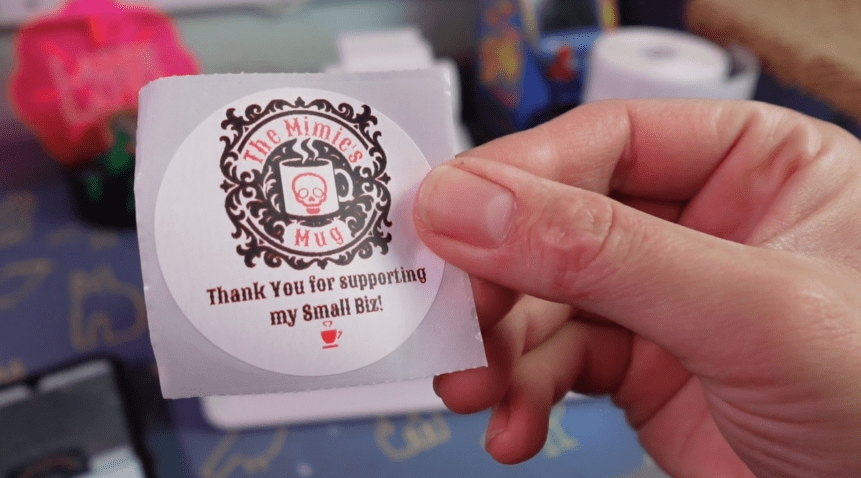 The Mimic's
Mug
Thank You for supporting
my Small Biz!